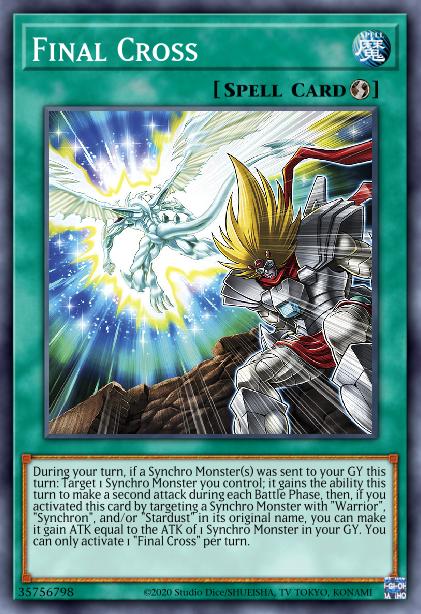 FINAL CROSS
SPELL
魔
[SPELL CARD]
During your turn, if a Synchro Monster(s) was sent to your GY this
turn: Target 1 Synchro Monster you control; it gains the ability this
turn to make a second attack during each Battle Phase, then, if you
activated this card by targeting a Synchro Monster with "Warrior",
"Synchron", and/or "Stardust" in its original name, you can make
it gain ATK equal to the ATK of 1 Synchro Monster in your GY. You
can only activate 1 "Final Cross" per turn.
35756798
©2020 Studio Dice/SHUEISHA, TV TOKYO, KONAMI